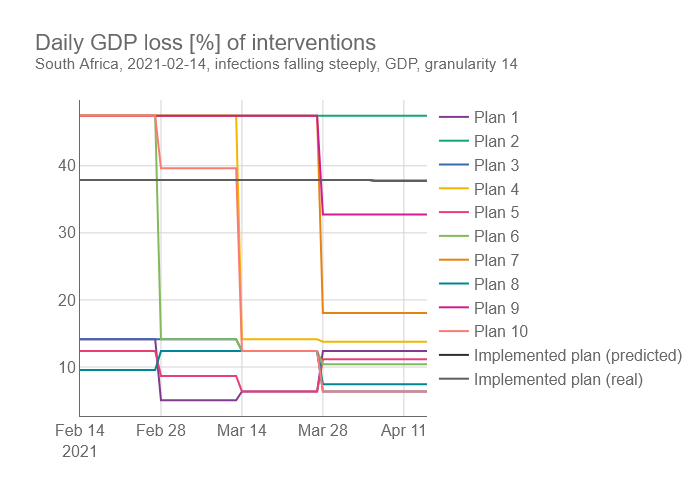 Daily GDP loss [%] of interventions
South Africa, 2021-02-14, infections falling steeply, GDP, granularity 14
40
30
20
10
Feb 14
2021
Feb 28
Mar 14
Mar 28
Apr 11
Plan 1
Plan 2
Plan 3
Plan 4
Plan 5
Plan 6
Plan 7
Plan 8
Plan 9
Plan 10
Implemented plan (predicted)
Implemented plan (real)